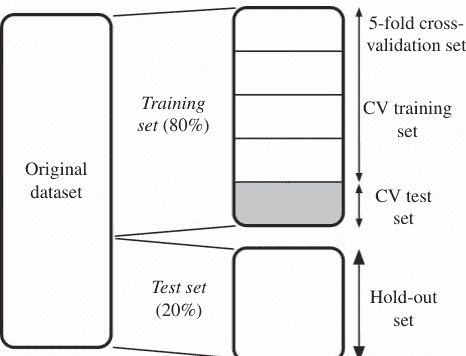 5-fold cross-
validation set
Training
set (80%)
CV training
set
Original
dataset
CV test
set
Test set
(20%)
Hold-out
set